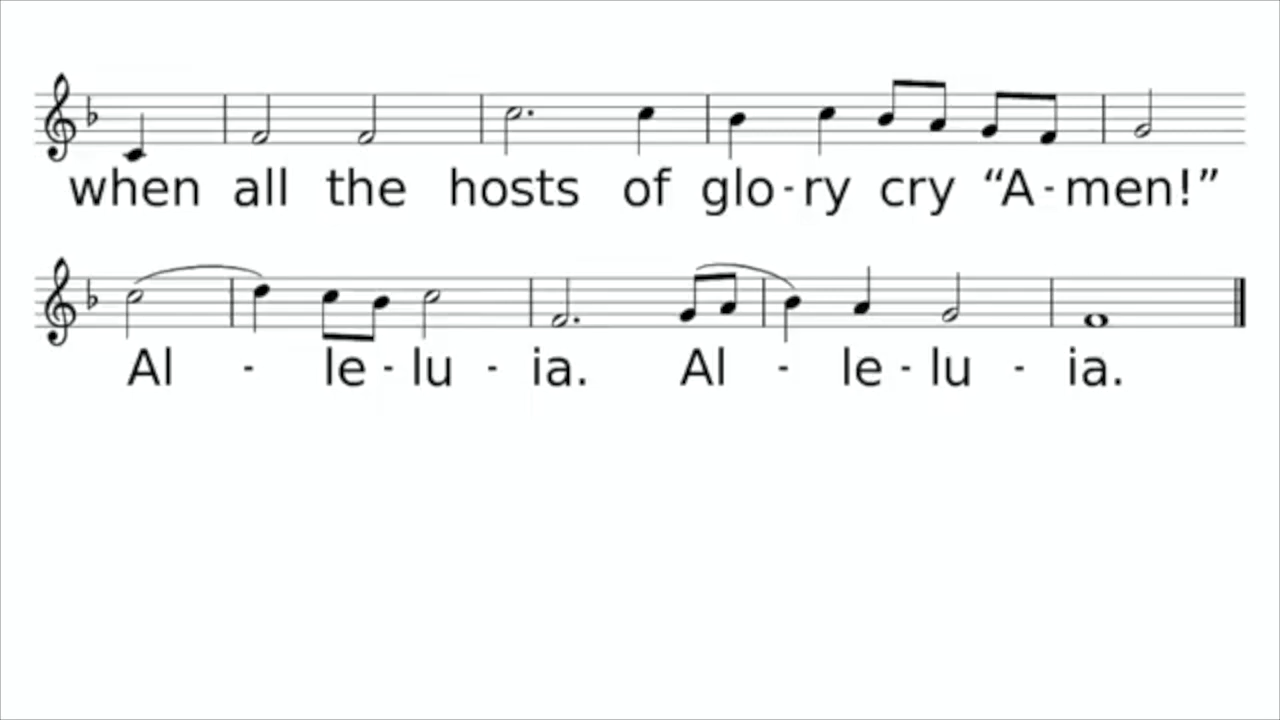 when all the hosts of glo-ry cry “A-men!”
Al - le-lu - ia. Al - le-lu - ia.